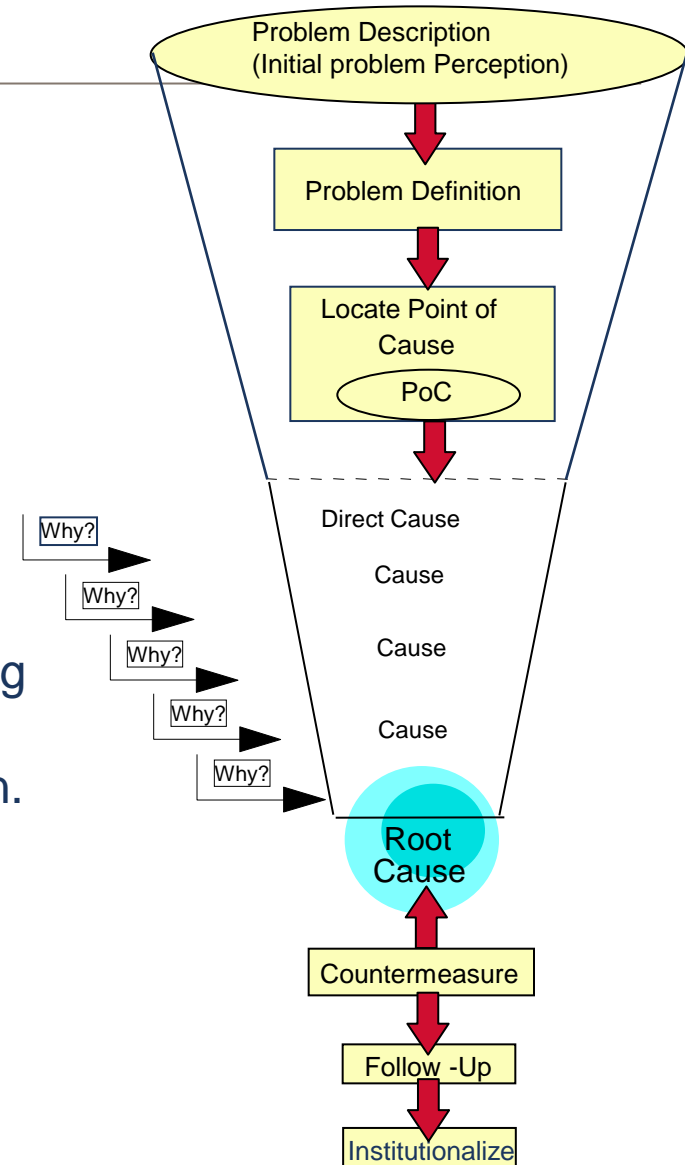 Problem Description
(Initial problem Perception)
Problem Definition
Locate Point of
Cause
PoC
Direct Cause
Why?
Cause
Why?
Cause
Why?
g
Why?
Cause
n.
Why?
Root
Cause
Countermeasure
Follow -Up
Institutionalize